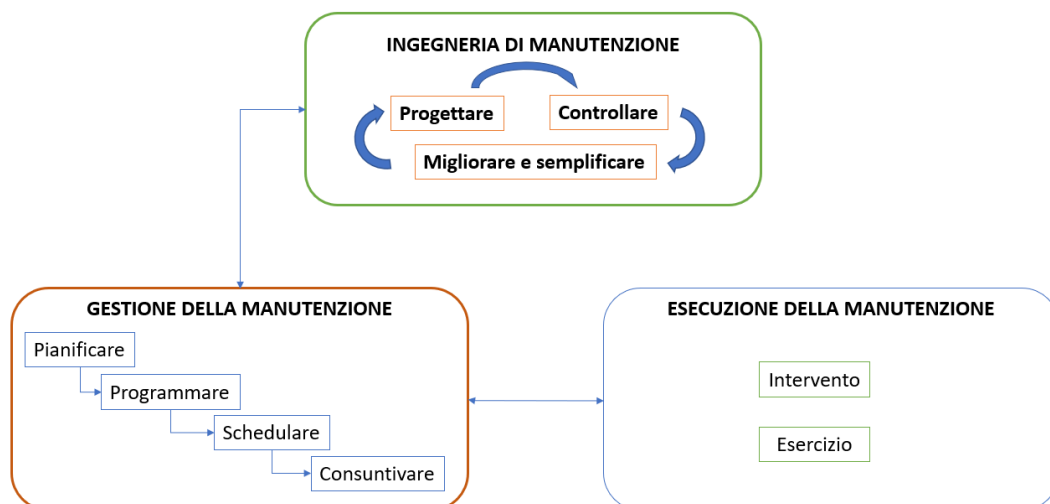 INGEGNERIA DI MANUTENZIONE
Progettare
Controllare
Migliorare e semplificare
GESTIONE DELLA MANUTENZIONE
Pianificare
Programmare
Schedulare
Consuntivare
ESECUZIONE DELLA MANUTENZIONE
Intervento
Esercizio